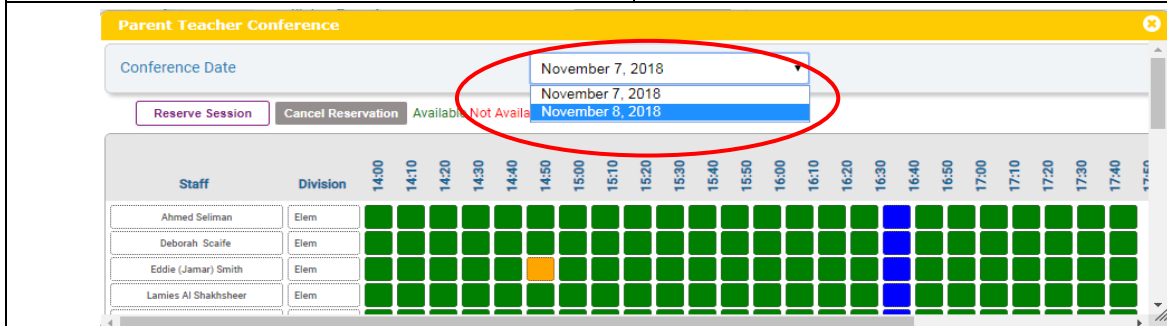 Parent Teacher Conference
Conference Date
November 7, 2018
November 7, 2018
November 8, 2018
Reserve Session Cancel Reservation Available Not Availa
Staff Division 14:00 14:10 14:20 14:30 14:40 14:50 15:00 15:10 15:20 15:30 15:40 15:50 16:00 16:10 16:20 16:30 16:40 16:50 17:00 17:10 17:20 17:30 17:40
Ahmed Seliman Elem
Deborah Scaife Elem
Eddie (Jamar) Smith Elem
Lamies Al Shakhsheer Elem